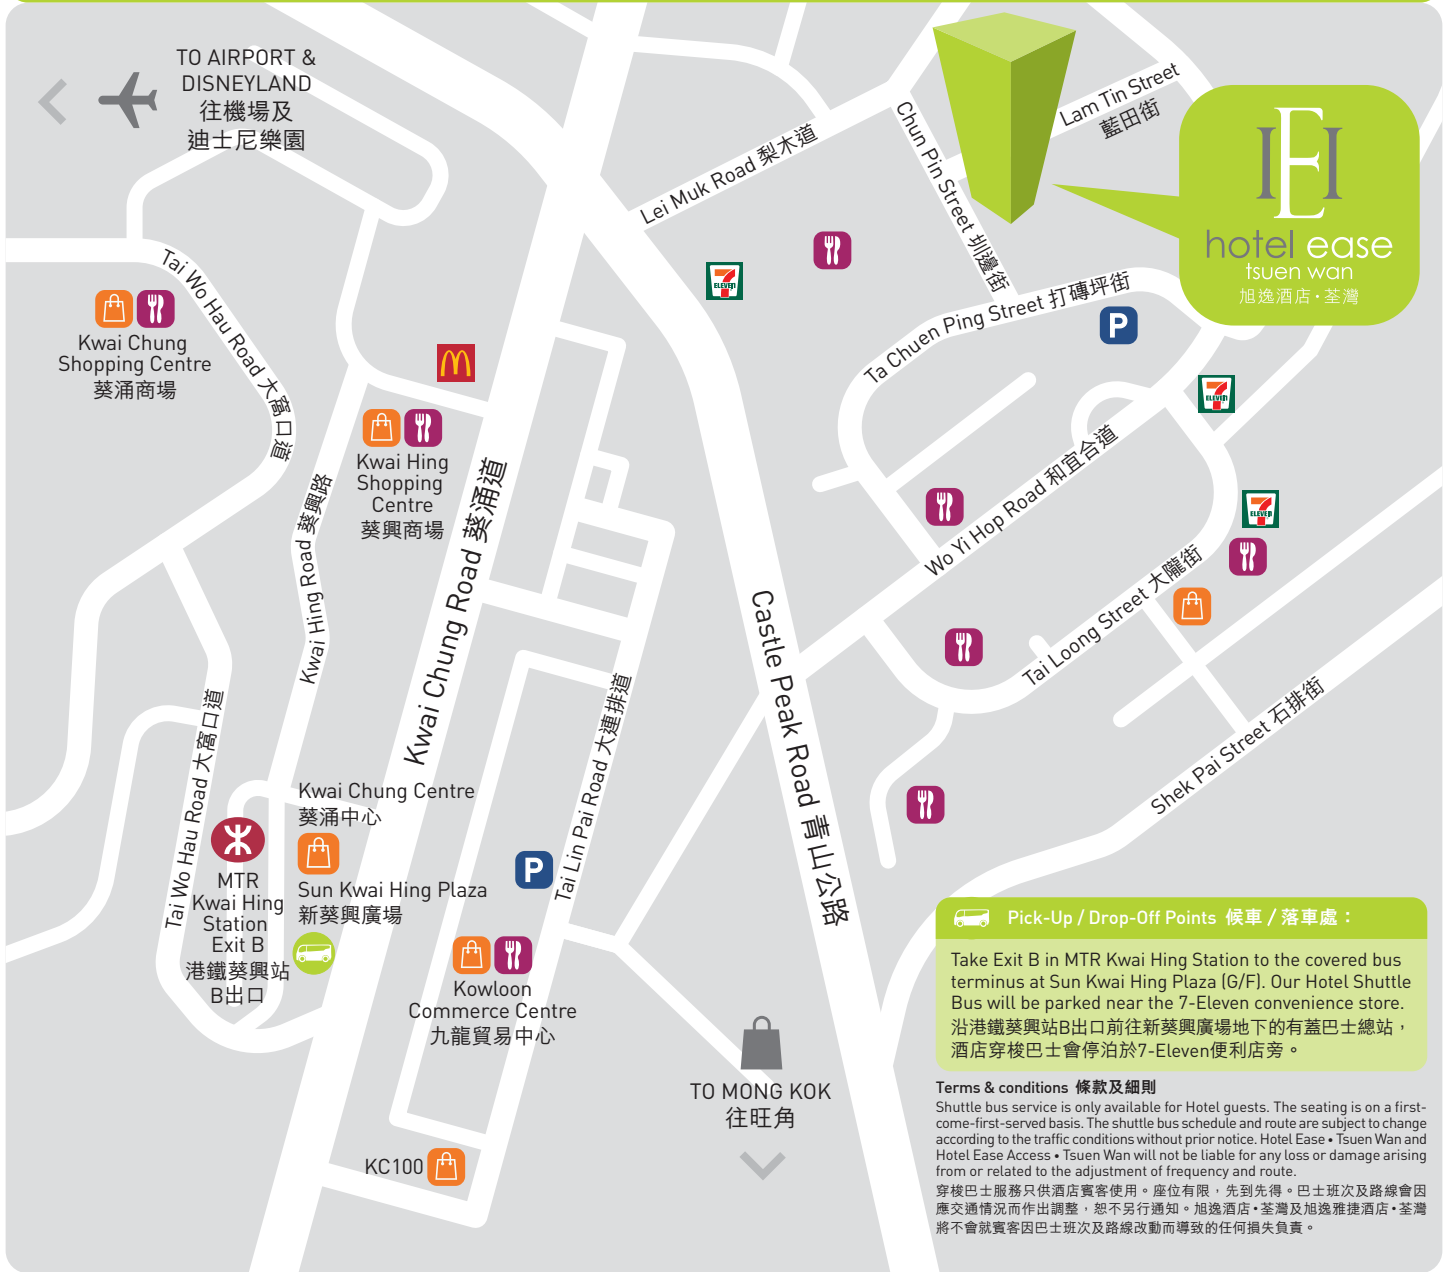 TO AIRPORT &
DISNEYLAND
往機場及
迪士尼樂園
Lam Tin Street
藍田街
Chun Pin Street 圳邊街
Lei Muk Road 梨木道
IEI
hotel ease
tsuen wan
旭逸酒店・荃灣
Tai Wo Hau Road 大窩口道
7
ELEVEn
Ta Chuen Ping Street 打磚坪街
P
Kwai Chung
Shopping Centre
葵涌商場
7
ELEVEn
Kwai Hing
Shopping
Centre
葵興商場
Kwai Hing Road 葵興路
Kwai Chung Road 葵涌道
Wo Yi Hop Road 和宜合道
7
ELEVEn
Tai Loong Street 大隴街
Castle Peak Road 青山公路
Tai Lin Pai Road 大連排道
Shek Pai Street 石排街
Tai Wo Hau Road 大窩口道
Kwai Chung Centre
葵涌中心
Sun Kwai Hing Plaza
新葵興廣場
P
MTR
Kwai Hing
Station
Exit B
港鐵葵興站
B出口
Kowloon
Commerce Centre
九龍貿易中心
TO MONG KOK
往旺角
KC100
Pick-Up / Drop-Off Points 候車 / 落車處：
Take Exit B in MTR Kwai Hing Station to the covered bus
terminus at Sun Kwai Hing Plaza (G/F). Our Hotel Shuttle
Bus will be parked near the 7-Eleven convenience store.
沿港鐵葵興站B出口前往新葵興廣場地下的有蓋巴士總站，
酒店穿梭巴士會停泊於7-Eleven便利店旁。
Terms & conditions 條款及細則
Shuttle bus service is only available for Hotel guests. The seating is on a first-
come-first-served basis. The shuttle bus schedule and route are subject to change
according to the traffic conditions without prior notice. Hotel Ease • Tsuen Wan and
Hotel Ease Access • Tsuen Wan will not be liable for any loss or damage arising
from or related to the adjustment of frequency and route.
穿梭巴士服務只供酒店賓客使用。座位有限，先到先得。巴士班次及路線會因
應交通情況而作出調整，恕不另行通知。旭逸酒店•荃灣及旭逸雅捷酒店•荃灣
將不會就賓客因巴士班次及路線改動而導致的任何損失負責。